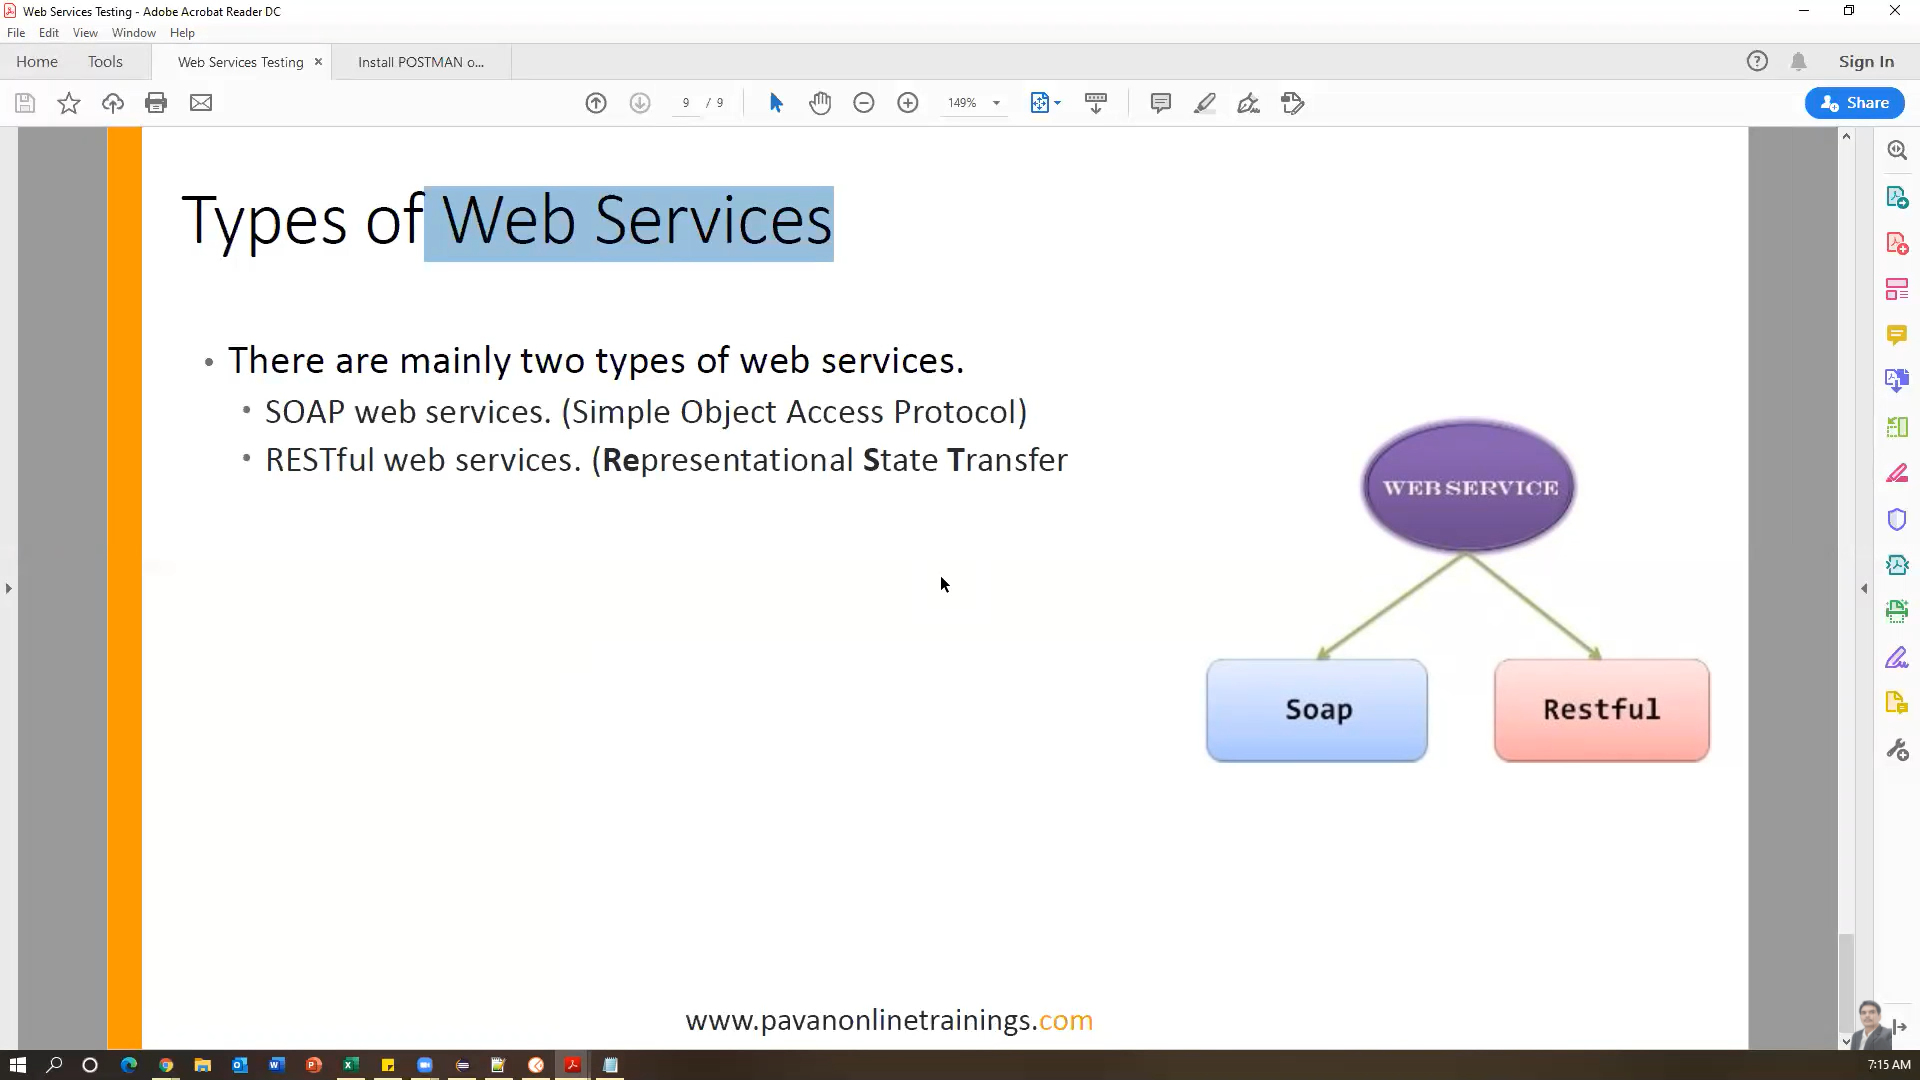 Web Services Testing - Adobe Acrobat Reader DC
File Edit View Window Help
Home Tools Web Services Testing × Install POSTMAN o... Sign In
9 / 9 149% Share
Types of Web Services
• There are mainly two types of web services.
• SOAP web services. (Simple Object Access Protocol)
• RESTful web services. (Representational State Transfer
WEB SERVICE
Soap Restful
www.pavanonlinetrainings.com
7:15 AM